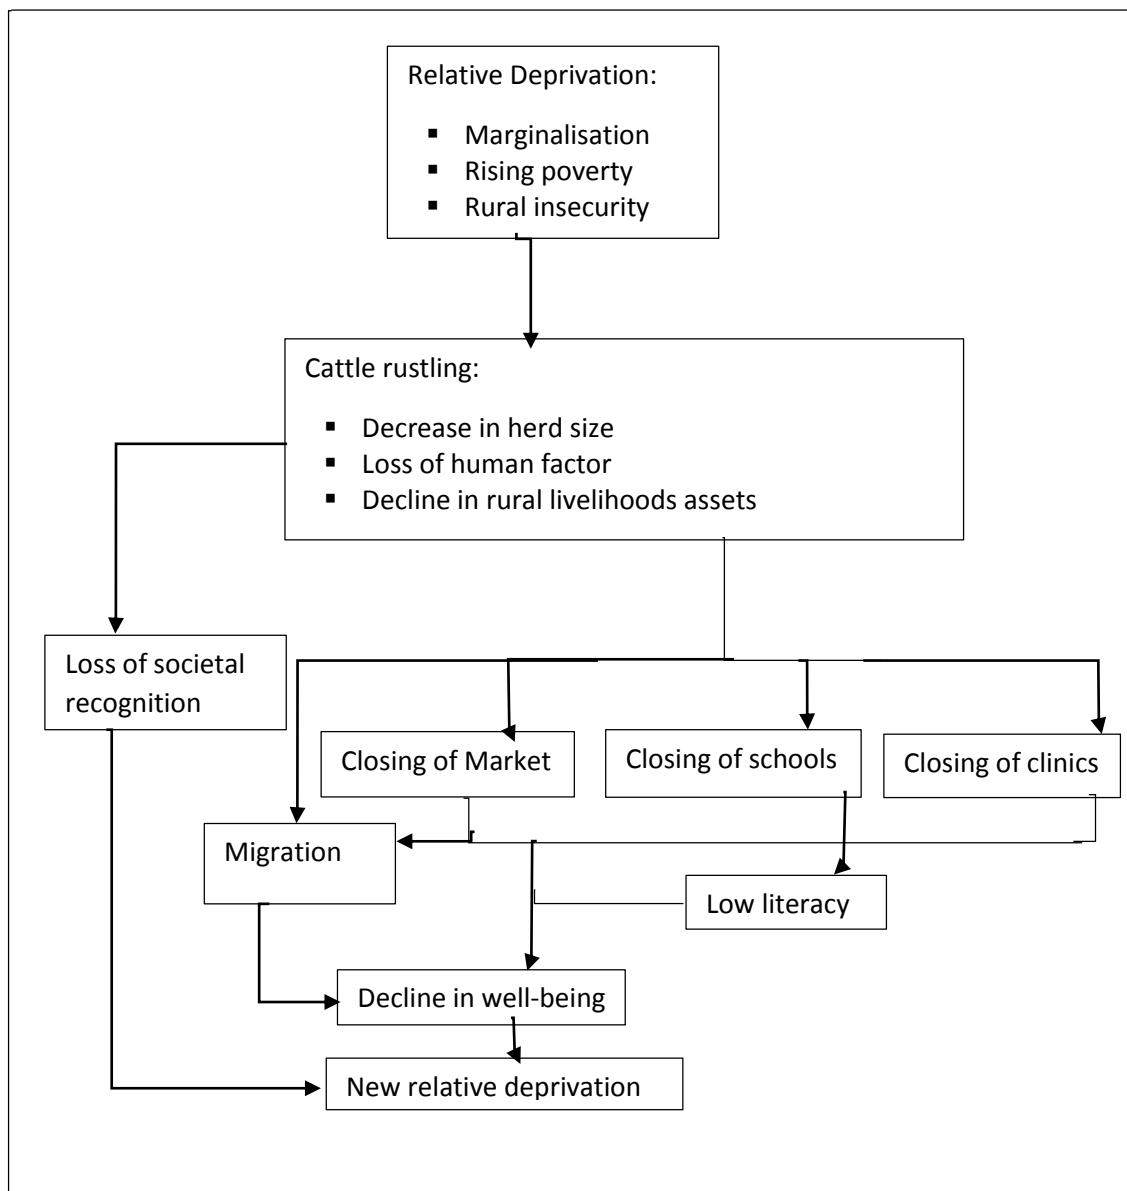 Relative Deprivation:
▪ Marginalisation
▪ Rising poverty
▪ Rural insecurity
Cattle rustling:
▪ Decrease in herd size
▪ Loss of human factor
▪ Decline in rural livelihoods assets
Loss of societal
recognition
Closing of Market
Closing of schools
Closing of clinics
Migration
Low literacy
Decline in well-being
New relative deprivation